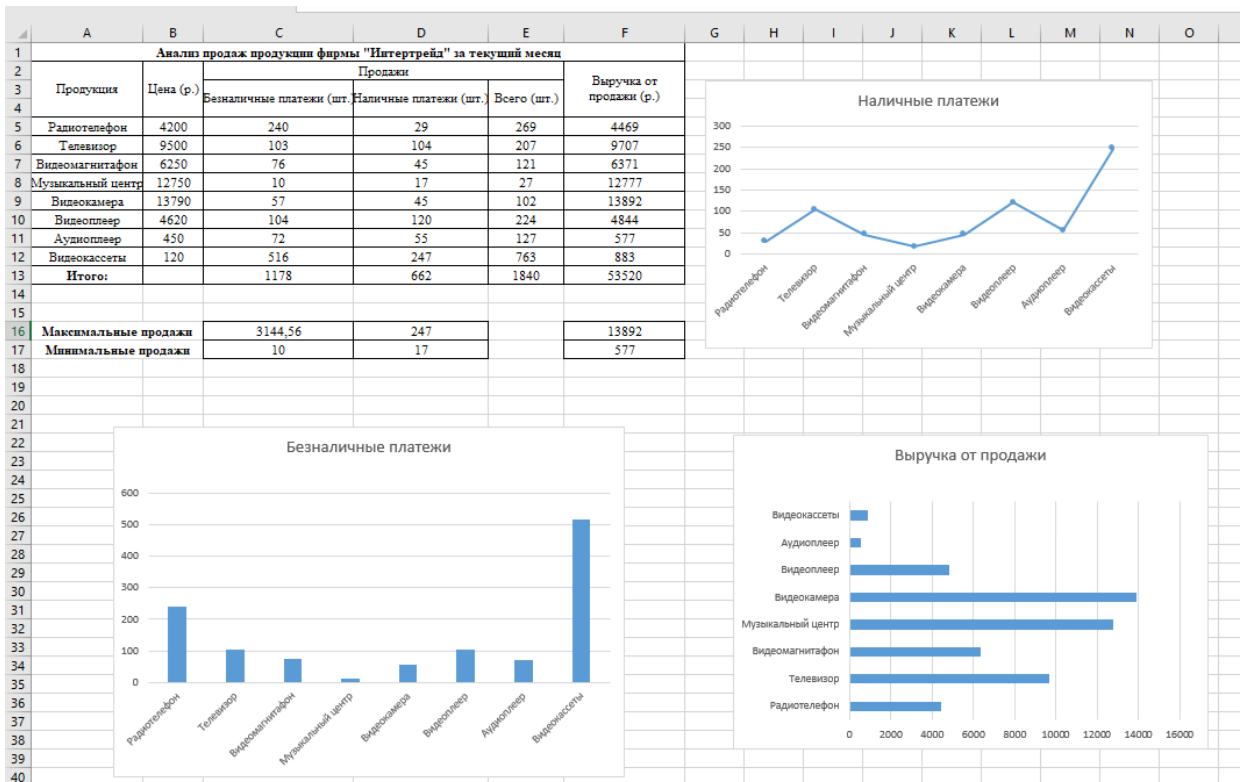 A B C D E F G H I J K L M N O
1 Анализ продаж продукции фирмы "Интертрейд" за текущий месяц
2 Продукция Цена (р.) Продажи Выручка от продажи (р.)
3
4 Безналичные платежи (шт.) Наличные платежи (шт.) Всего (шт.)
5 Радиотелефон 4200 240 29 269 4469
6 Телевизор 9500 103 104 207 9707
7 Видеомагнитафон 6250 76 45 121 6371
8 Музыкальный центр 12750 10 17 27 12777
9 Видеокамера 13790 57 45 102 13892
10 Видеоплеер 4620 104 120 224 4844
11 Аудиоплеер 450 72 55 127 577
12 Видеокассеты 120 516 247 763 883
13 Итого: 1178 662 1840 53520
14
15
16 Максимальные продажи 3144,56 247 13892
17 Минимальные продажи 10 17 577
18
19
20
21
22
23
24
25
26
27
28
29
30
31
32
33
34
35
36
37
38
39
40
Наличные платежи
300
250
200
150
100
50
0
Радиотелефон
Телевизор
Видеомагнитафон
Музыкальный центр
Видеокамера
Видеоплеер
Аудиоплеер
Видеокассеты
Безналичные платежи
600
500
400
300
200
100
0
Радиотелефон
Телевизор
Видеомагнитафон
Музыкальный центр
Видеокамера
Видеоплеер
Аудиоплеер
Видеокассеты
Выручка от продажи
Видеокассеты
Аудиоплеер
Видеоплеер
Видеокамера
Музыкальный центр
Видеомагнитафон
Телевизор
Радиотелефон
0 2000 4000 6000 8000 10000 12000 14000 16000